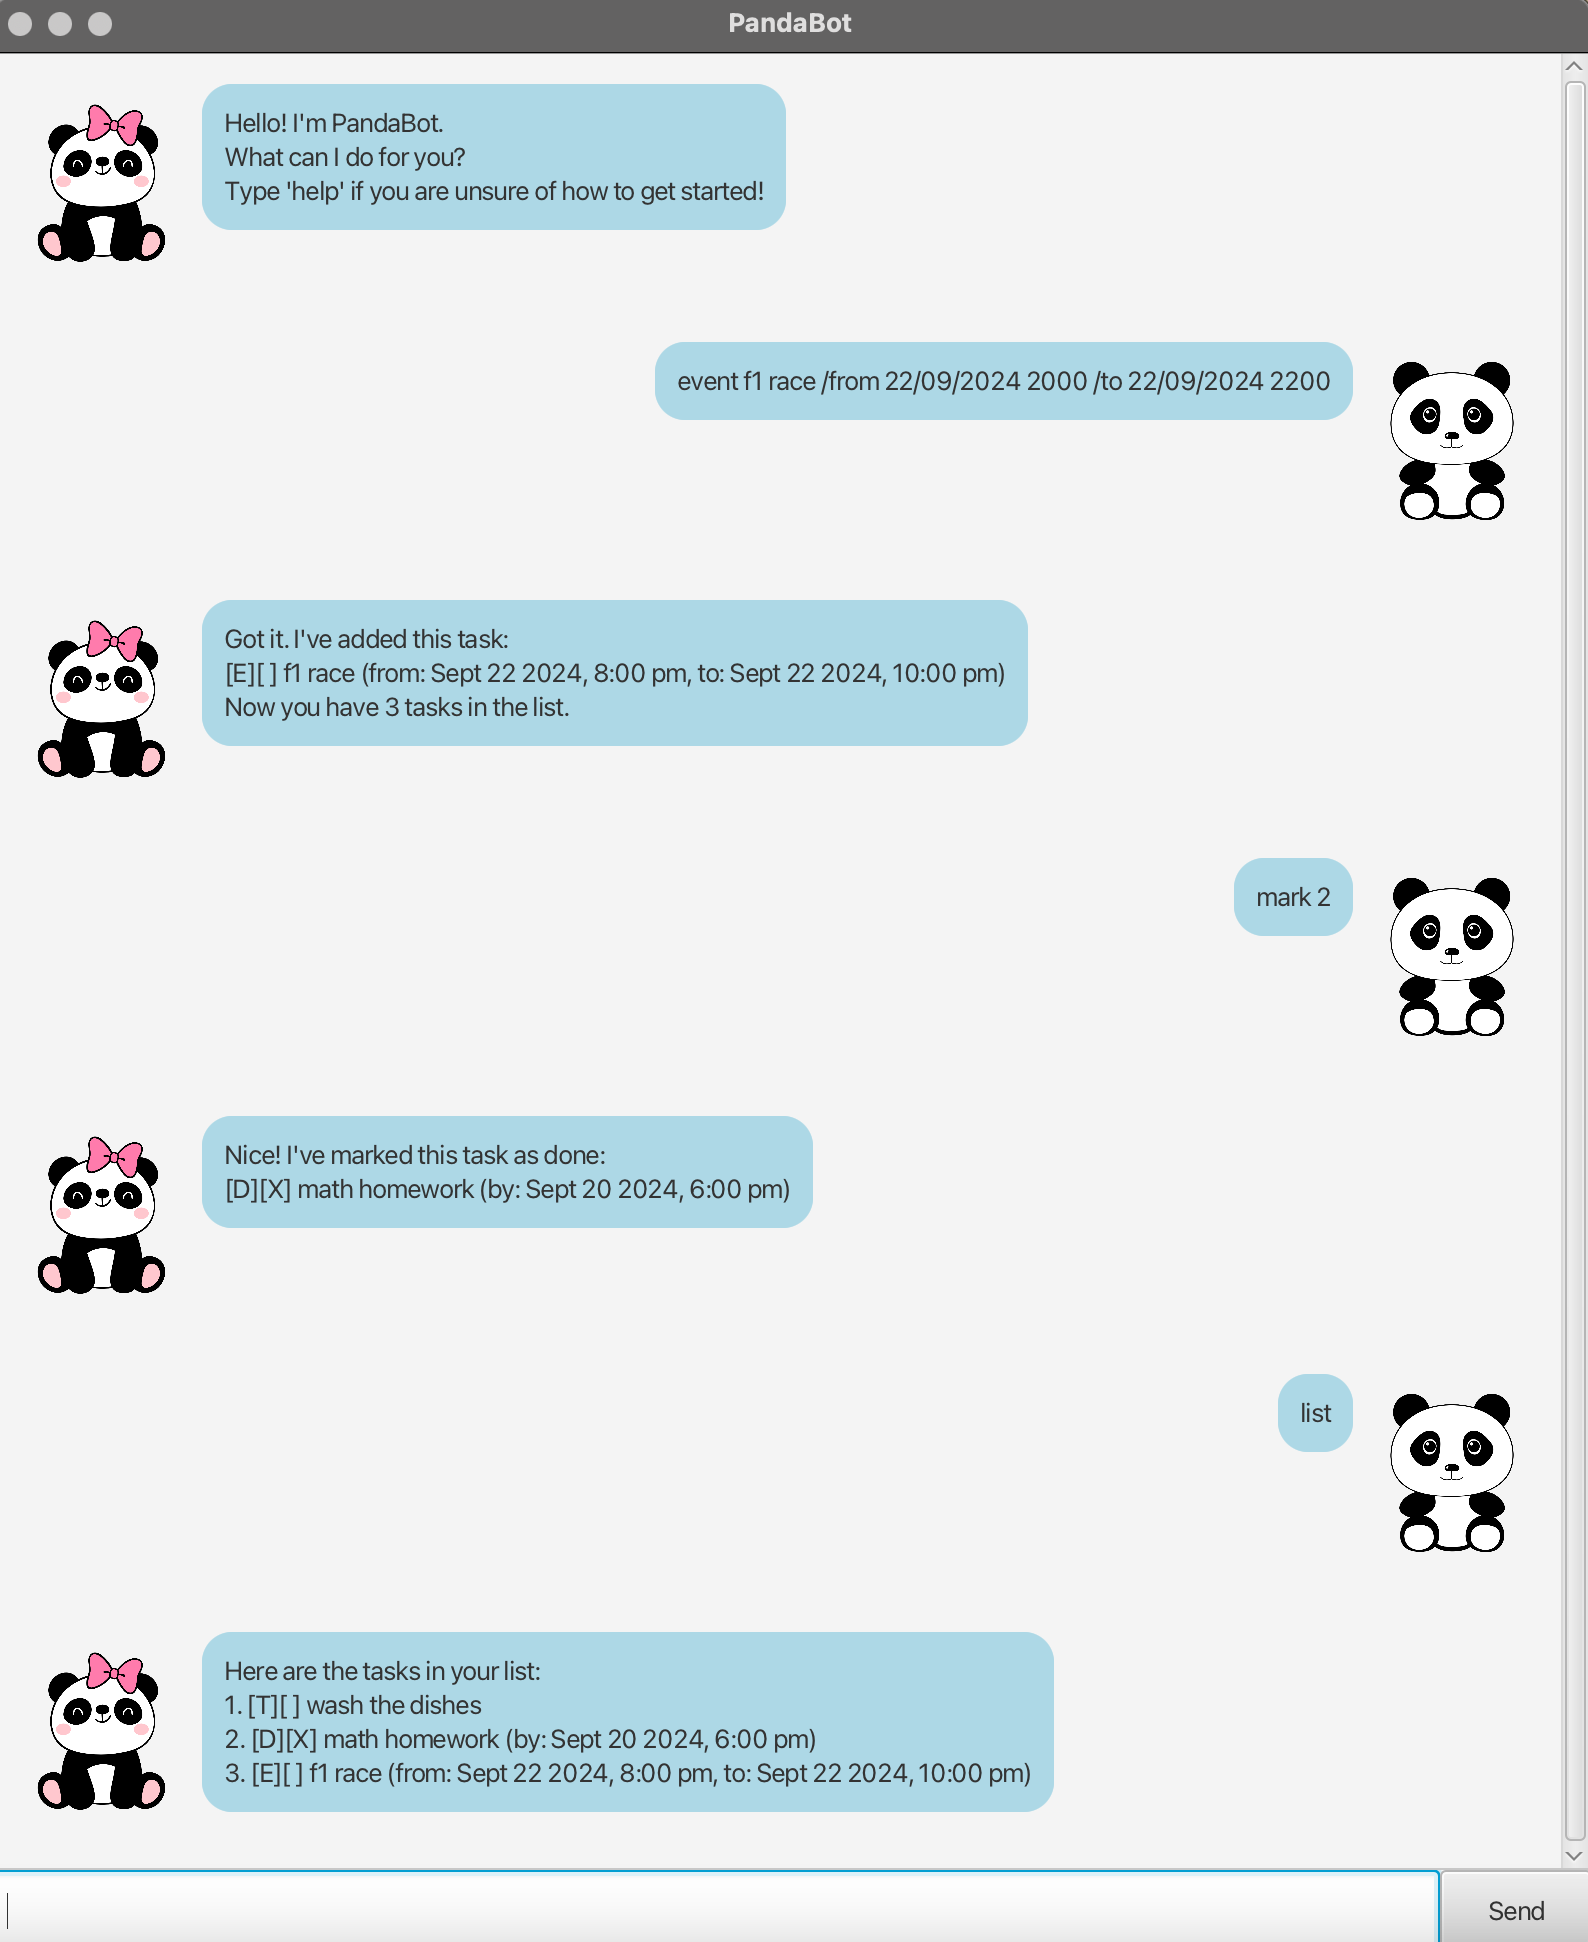 PandaBot
Hello! I'm PandaBot.
What can I do for you?
Type 'help' if you are unsure of how to get started!
event f1 race /from 22/09/2024 2000 /to 22/09/2024 2200
Got it. I've added this task:
[E][ ] f1 race (from: Sept 22 2024, 8:00 pm, to: Sept 22 2024, 10:00 pm)
Now you have 3 tasks in the list.
mark 2
Nice! I've marked this task as done:
[D][X] math homework (by: Sept 20 2024, 6:00 pm)
list
Here are the tasks in your list:
1. [T][ ] wash the dishes
2. [D][X] math homework (by: Sept 20 2024, 6:00 pm)
3. [E][ ] f1 race (from: Sept 22 2024, 8:00 pm, to: Sept 22 2024, 10:00 pm)
Send